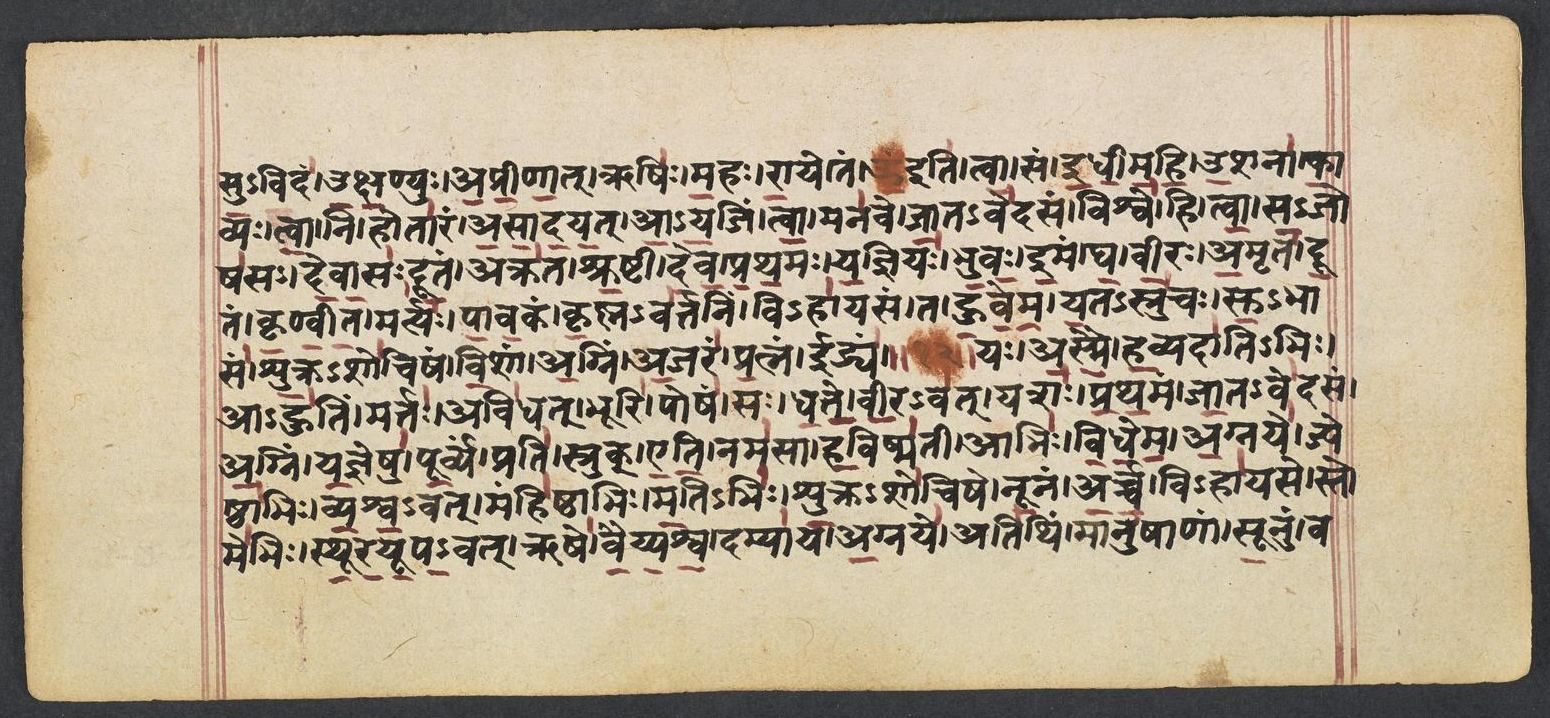 सुऽविदं।उक्षण्युः।अप्रीणात्।ऋषिः।महः।राये।तं।ऊंइति।त्वा।सं।इधीमहि।उशना।का
व्यः।त्वा।नि।होतारं।असादयत्।आऽयजिं।त्वा।मनवे।जातऽवेदसं।विश्वे।हि।त्वा।सऽजो
षसः।देवासः।दूतं।अक्रत।श्रुष्टी।देव।प्रथमः।यज्ञियः।भुवः।इमं।घ।वीरः।अमृतं।दू
तं।कृण्वीत।मर्त्यः।पावकं।कृष्णऽवर्त्तनिं।विऽहायसं।तं।हुवेम।यतऽस्रुचः।सुऽभा
सं।शुक्रऽशोचिषं।विशां।अग्निं।अजरं।प्रत्नं।ईड्यं॥ यः।अस्मै।हव्यदातिऽभिः।
आऽहुतिं।मर्त्तः।अविधत्।भूरि।पोषं।सः।धत्ते।वीरऽवत्।यशः।प्रथमं।जातऽवेदसं।
अग्निं।यज्ञेषु।पूर्व्यं।प्रति।स्रुक्।एति।नमसा।हविष्मती।आभिः।विधेम।अग्नये।ज्ये
ष्ठाभिः।व्यश्वऽवत्।मंहिष्ठाभिः।मतिऽभिः।शुक्रऽशोचिषे।नूनं।अर्च्च।विऽहायसे।स्तो
मेभिः।स्थूरयूपऽवत्।ऋषे।वैयश्व।दम्याय।अग्नये।अतिथिं।मानुषाणां।सूनुं।व